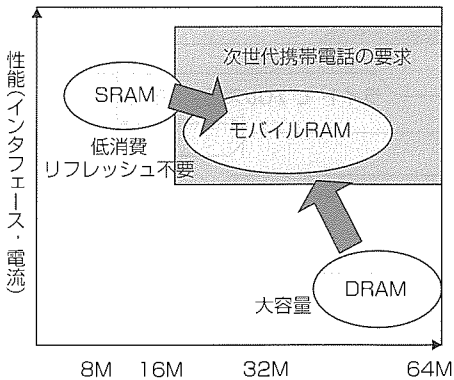 次世代携帯電話の要求
SRAM
モバイルRAM
低消費
リフレッシュ不要
DRAM
大容量
性能(インタフェース・電流)
8M 16M 32M 64M